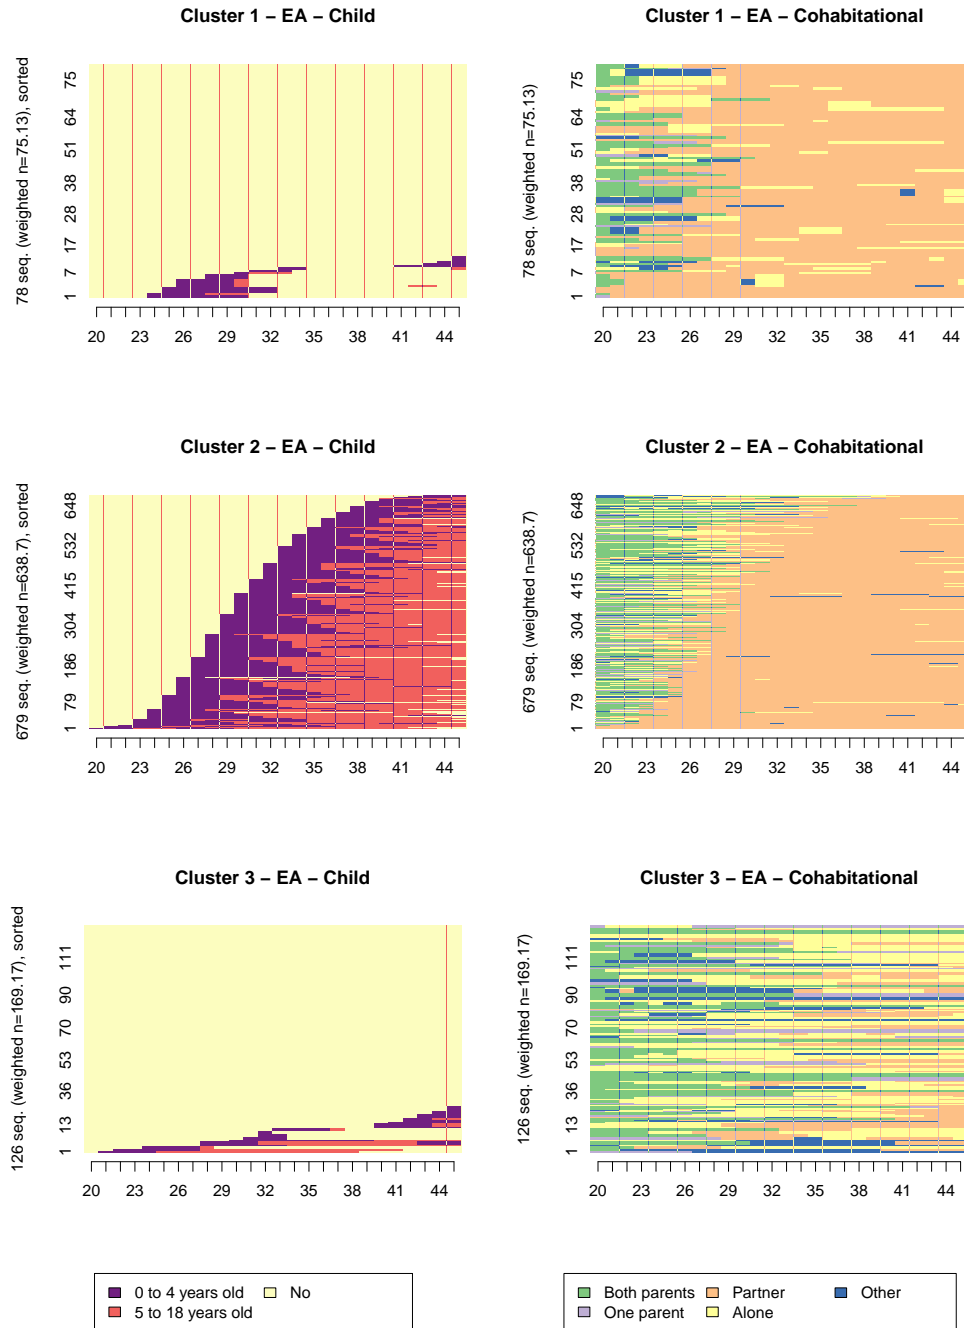 Cluster 1 – EA – Child
78 seq. (weighted n=75.13), sorted
1 7 17 28 38 51 64 75
20 23 26 29 32 35 38 41 44
Cluster 1 – EA – Cohabitational
78 seq. (weighted n=75.13)
1 7 17 28 38 51 64 75
20 23 26 29 32 35 38 41 44
Cluster 2 – EA – Child
679 seq. (weighted n=638.7), sorted
1 79 186 304 415 532 648
20 23 26 29 32 35 38 41 44
Cluster 2 – EA – Cohabitational
679 seq. (weighted n=638.7)
1 79 186 304 415 532 648
20 23 26 29 32 35 38 41 44
Cluster 3 – EA – Child
126 seq. (weighted n=169.17), sorted
1 13 36 53 70 90 111
20 23 26 29 32 35 38 41 44
Cluster 3 – EA – Cohabitational
126 seq. (weighted n=169.17)
1 13 36 53 70 90 111
20 23 26 29 32 35 38 41 44
0 to 4 years old No
5 to 18 years old
Both parents Partner Other
One parent Alone